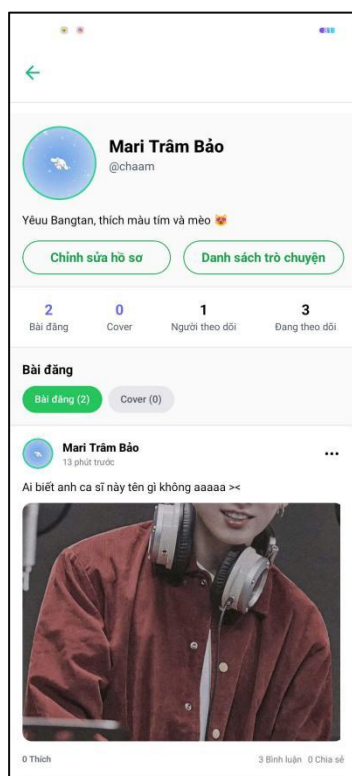 Mari Trâm Bảo
@chaam
Yêuu Bangtan, thích màu tím và mèo 😻
Chỉnh sửa hồ sơ Danh sách trò chuyện
2 0 1 3
Bài đăng Cover Người theo dõi Đang theo dõi
Bài đăng
Bài đăng (2) Cover (0)
Mari Trâm Bảo
13 phút trước
Ai biết anh ca sĩ này tên gì không aaaaa ><
0 Thích 3 Bình luận 0 Chia sẻ